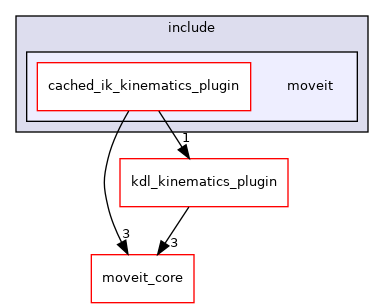 include
cached_ik_kinematics_plugin
moveit
1
kdl_kinematics_plugin
3
3
moveit_core